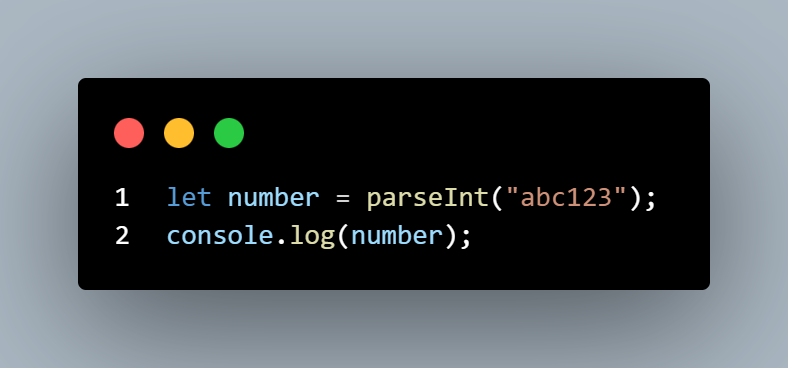 1 let number = parseInt("abc123");
2 console.log(number);